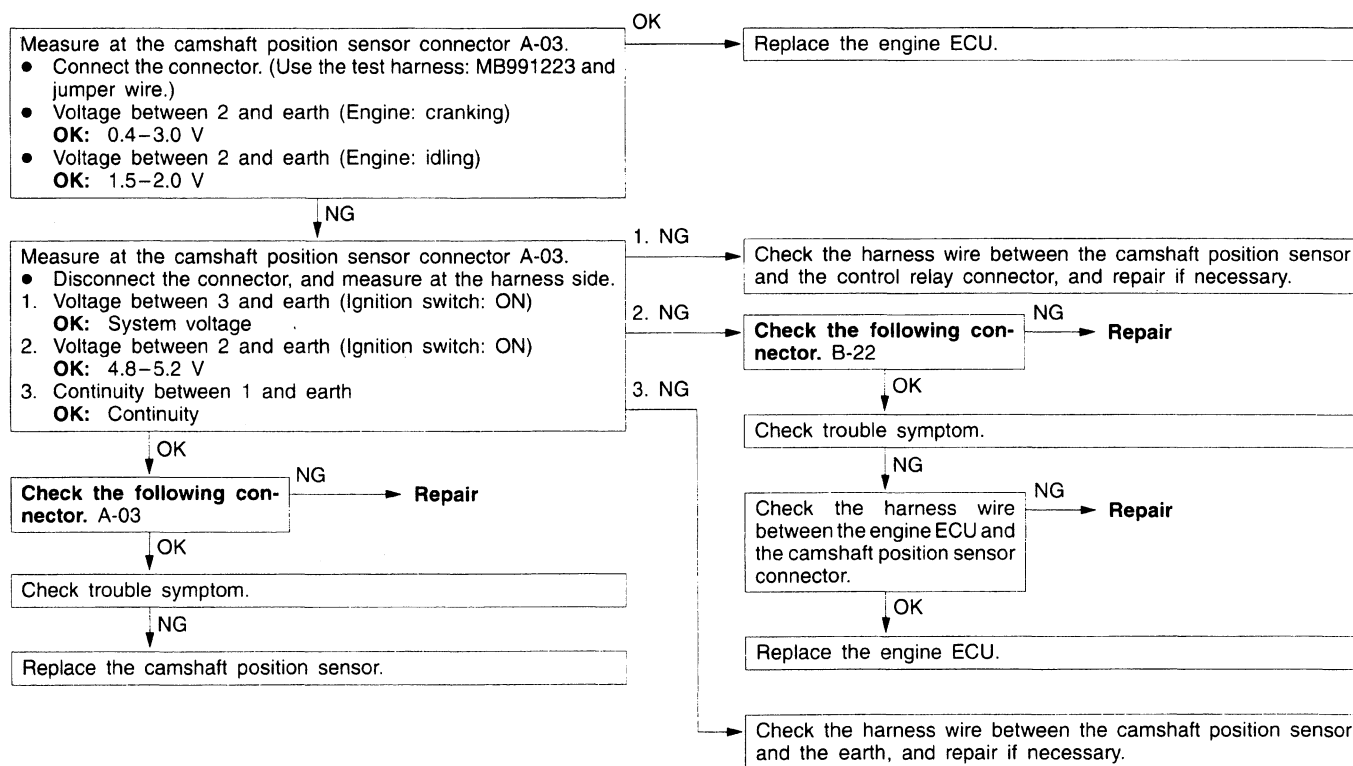 Measure at the camshaft position sensor connector A-03.
● Connect the connector. (Use the test harness: MB991223 and
jumper wire.)
● Voltage between 2 and earth (Engine: cranking)
OK: 0.4–3.0 V
● Voltage between 2 and earth (Engine: idling)
OK: 1.5–2.0 V
OK
Replace the engine ECU.
NG
Measure at the camshaft position sensor connector A-03.
● Disconnect the connector, and measure at the harness side.
1. Voltage between 3 and earth (Ignition switch: ON)
OK: System voltage
2. Voltage between 2 and earth (Ignition switch: ON)
OK: 4.8–5.2 V
3. Continuity between 1 and earth
OK: Continuity
1. NG
Check the harness wire between the camshaft position sensor
and the control relay connector, and repair if necessary.
2. NG
Check the following con-
nector. B-22
NG
Repair
OK
Check trouble symptom.
NG
Check the harness wire
between the engine ECU and
the camshaft position sensor
connector.
NG
Repair
OK
Replace the engine ECU.
3. NG
Check the harness wire between the camshaft position sensor
and the earth, and repair if necessary.
OK
Check the following con-
nector. A-03
NG
Repair
OK
Check trouble symptom.
NG
Replace the camshaft position sensor.